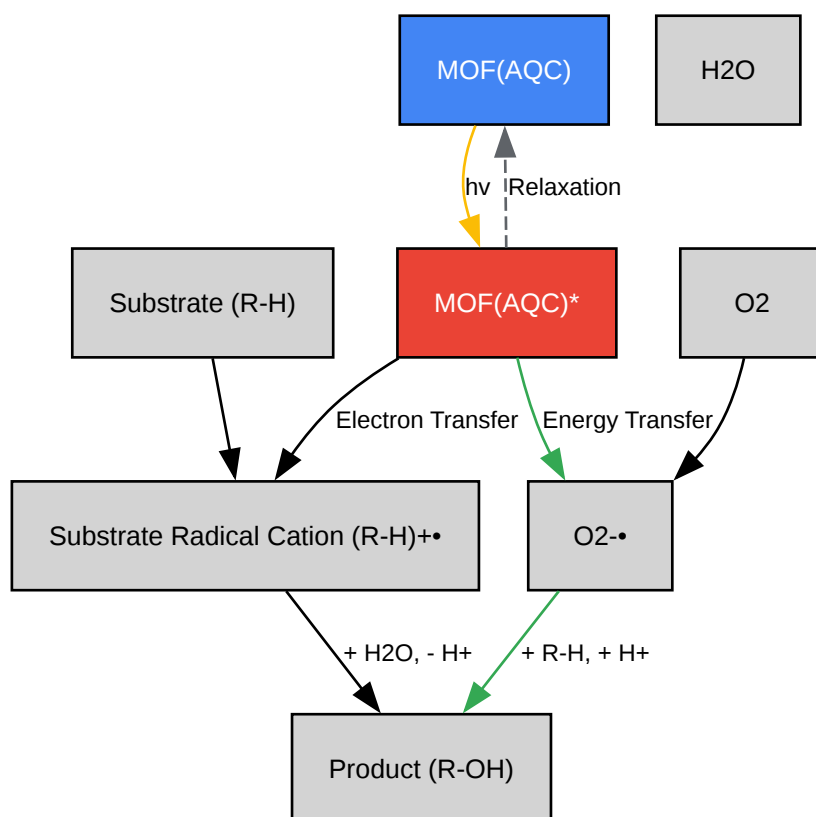 MOF(AQC)
H2O
hv
Relaxation
Substrate (R-H)
MOF(AQC)*
O2
Electron Transfer
Energy Transfer
Substrate Radical Cation (R-H)+•
O2-•
+ H2O, - H+
+ R-H, + H+
Product (R-OH)